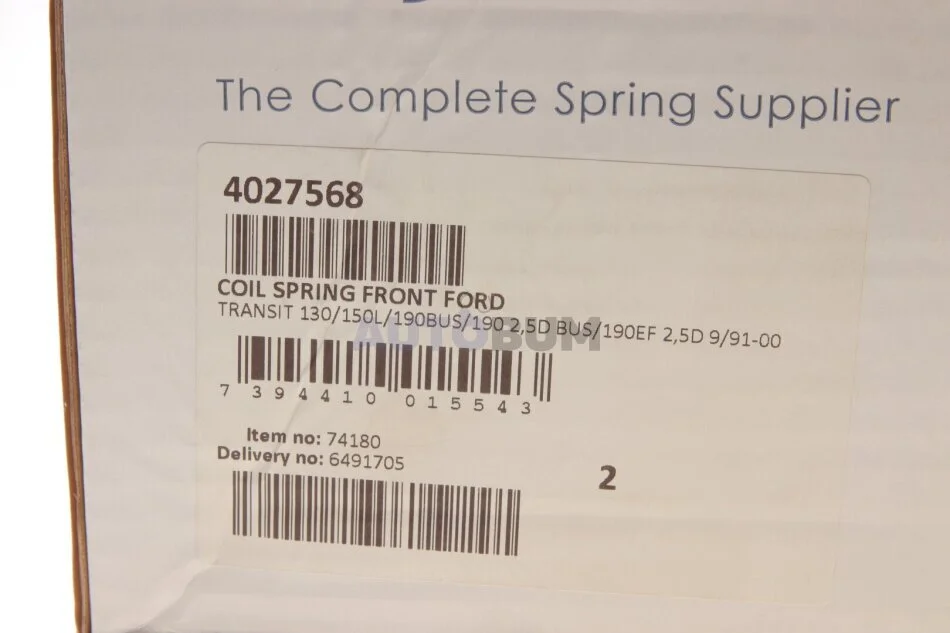 The Complete Spring Supplier
4027568
COIL SPRING FRONT FORD
TRANSIT 130/150L/190BUS/190 2,5D BUS/190EF 2,5D 9/91-00
AUTOBUM
7 394410 015543
Item no: 74180
Delivery no: 6491705
2